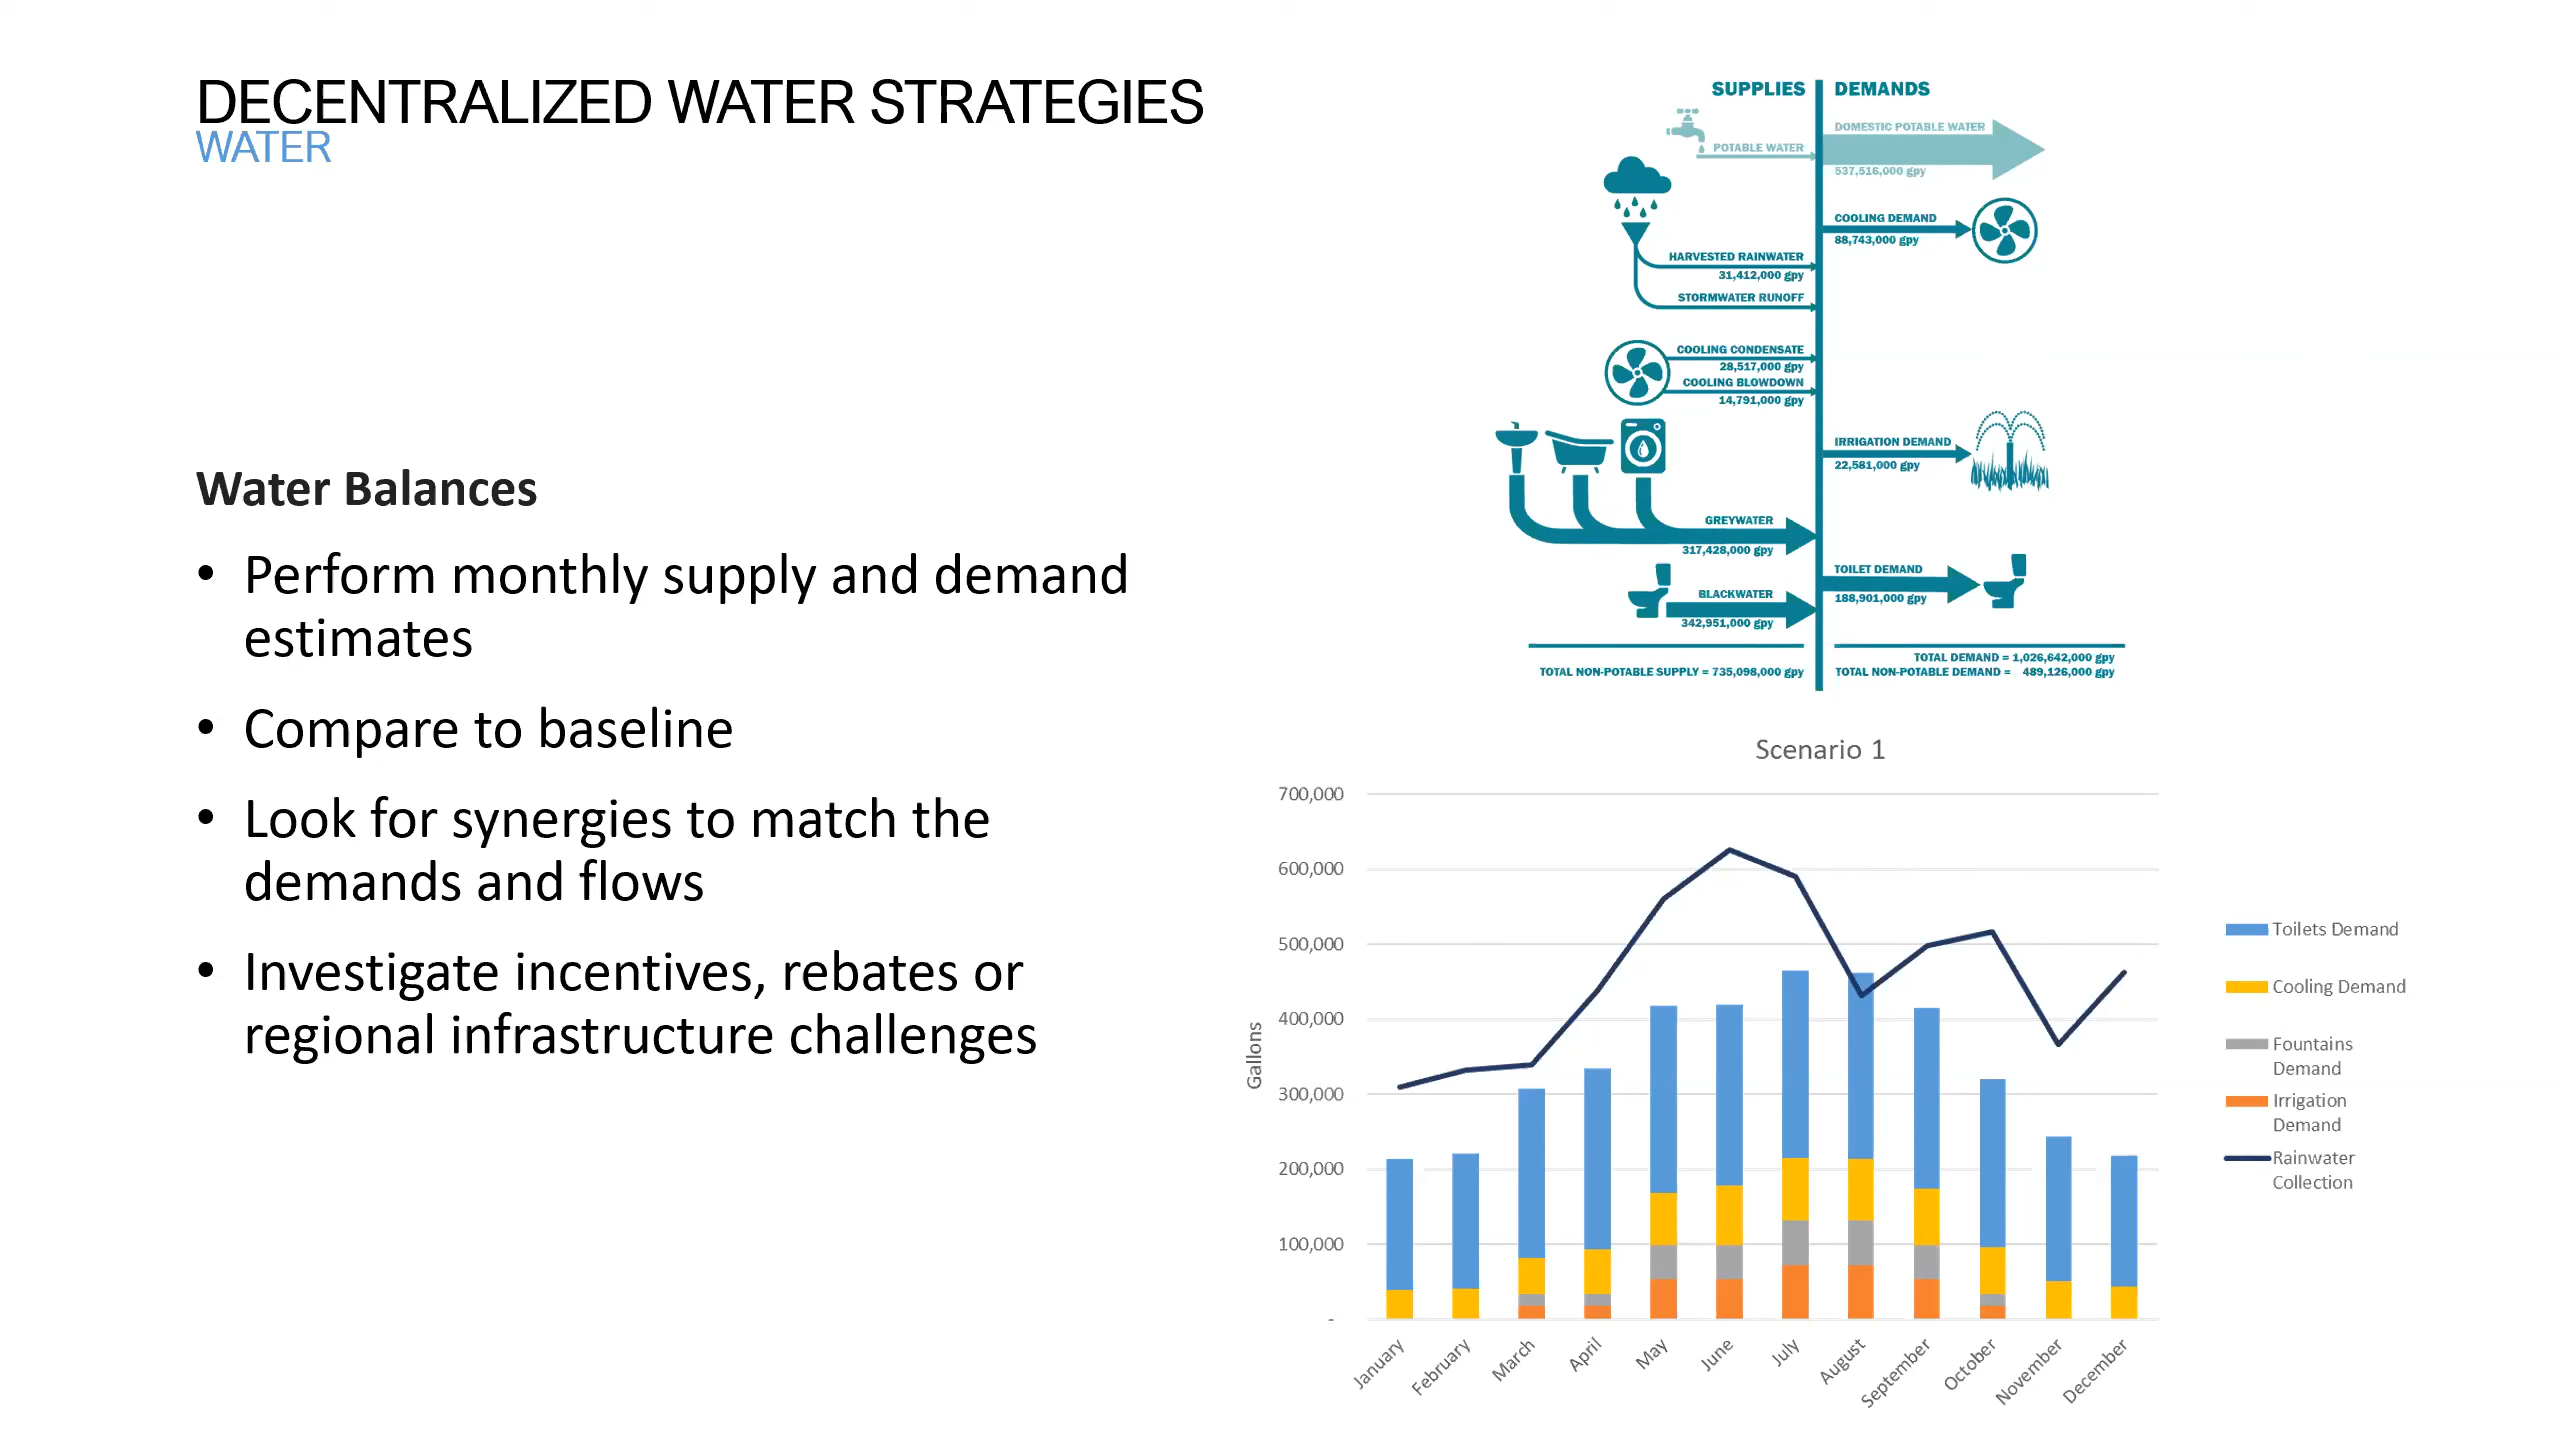 DECENTRALIZED WATER STRATEGIES
WATER
Water Balances
• Perform monthly supply and demand
estimates
• Compare to baseline
• Look for synergies to match the
demands and flows
• Investigate incentives, rebates or
regional infrastructure challenges
SUPPLIES
DEMANDS
POTABLE WATER
DOMESTIC POTABLE WATER
537,516,000 gpy
COOLING DEMAND
88,743,000 gpy
HARVESTED RAINWATER
31,412,000 gpy
STORMWATER RUNOFF
COOLING CONDENSATE
28,517,000 gpy
COOLING BLOWDOWN
14,791,000 gpy
IRRIGATION DEMAND
22,581,000 gpy
GREYWATER
317,428,000 gpy
TOILET DEMAND
188,901,000 gpy
BLACKWATER
342,951,000 gpy
TOTAL NON-POTABLE SUPPLY = 735,098,000 gpy
TOTAL DEMAND = 1,026,642,000 gpy
TOTAL NON-POTABLE DEMAND = 489,126,000 gpy
Scenario 1
700,000
600,000
500,000
400,000
300,000
200,000
100,000
-
Gallons
January
February
March
April
May
June
July
August
September
October
November
December
Toilets Demand
Cooling Demand
Fountains
Demand
Irrigation
Demand
Rainwater
Collection